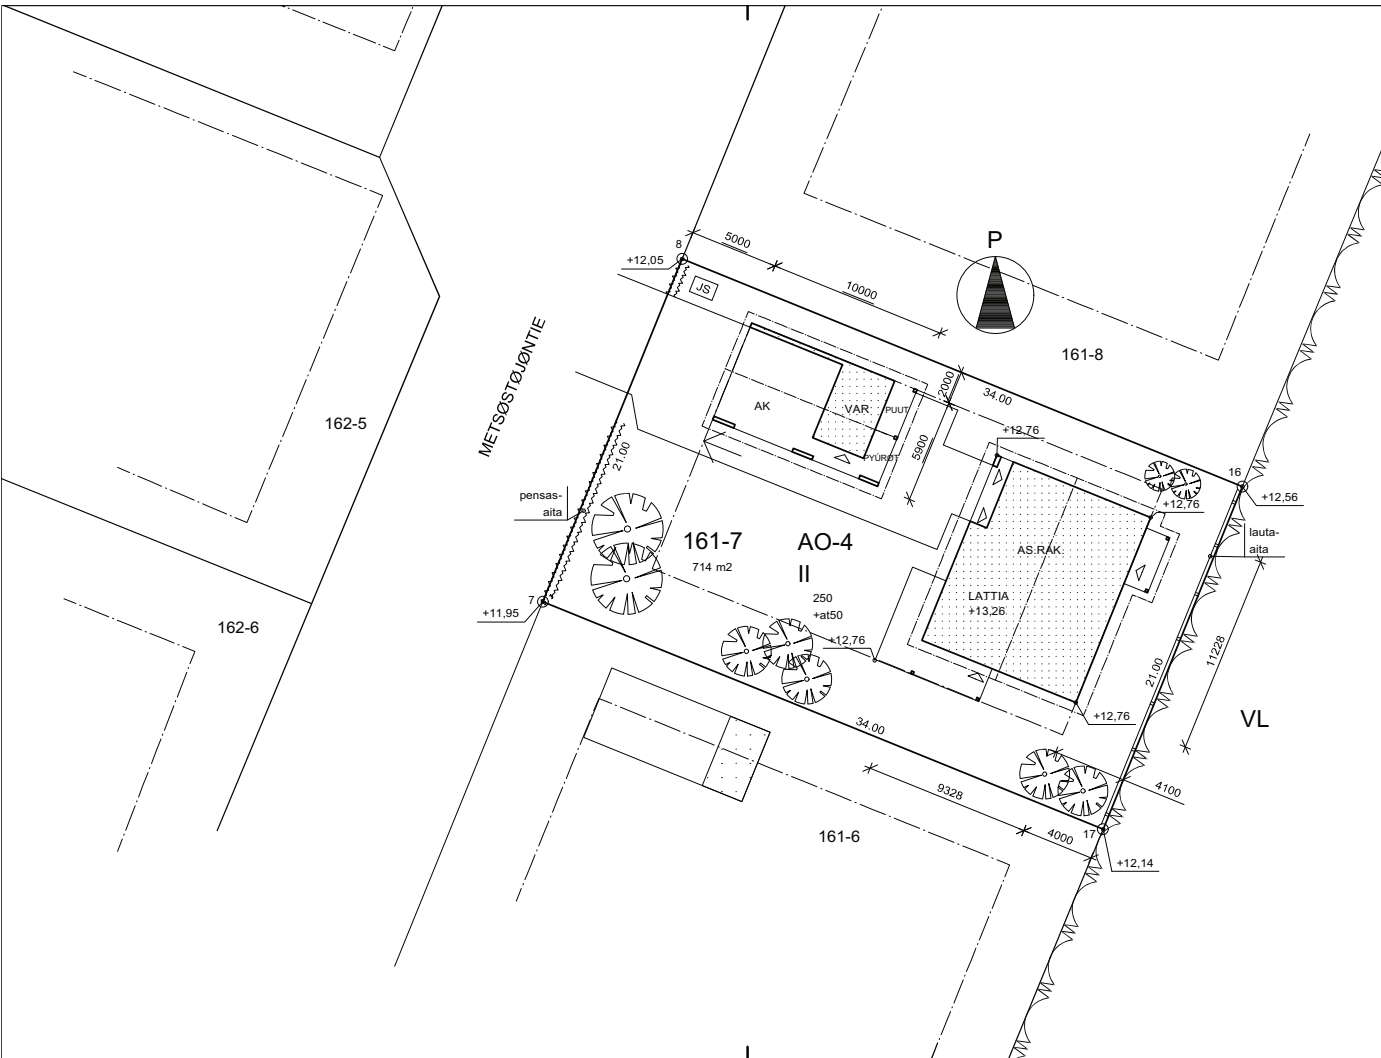 P
8
5000
+12,05
JS
10000
161-8
METSØSTØJØNTIE
2000
34.00
AK
VAR
PUUT
162-5
+12,76
21.00
5900
PYÙRØT
16
+12,56
pensas-
aita
+12,76
lauta-
aita
161-7
AO-4
AS.RAK.
714 m2
II
LATTIA
+13,26
250
+at50
7
+11,95
162-6
+12,76
11228
21.00
+12,76
VL
34.00
9328
4100
161-6
4000
17
+12,14